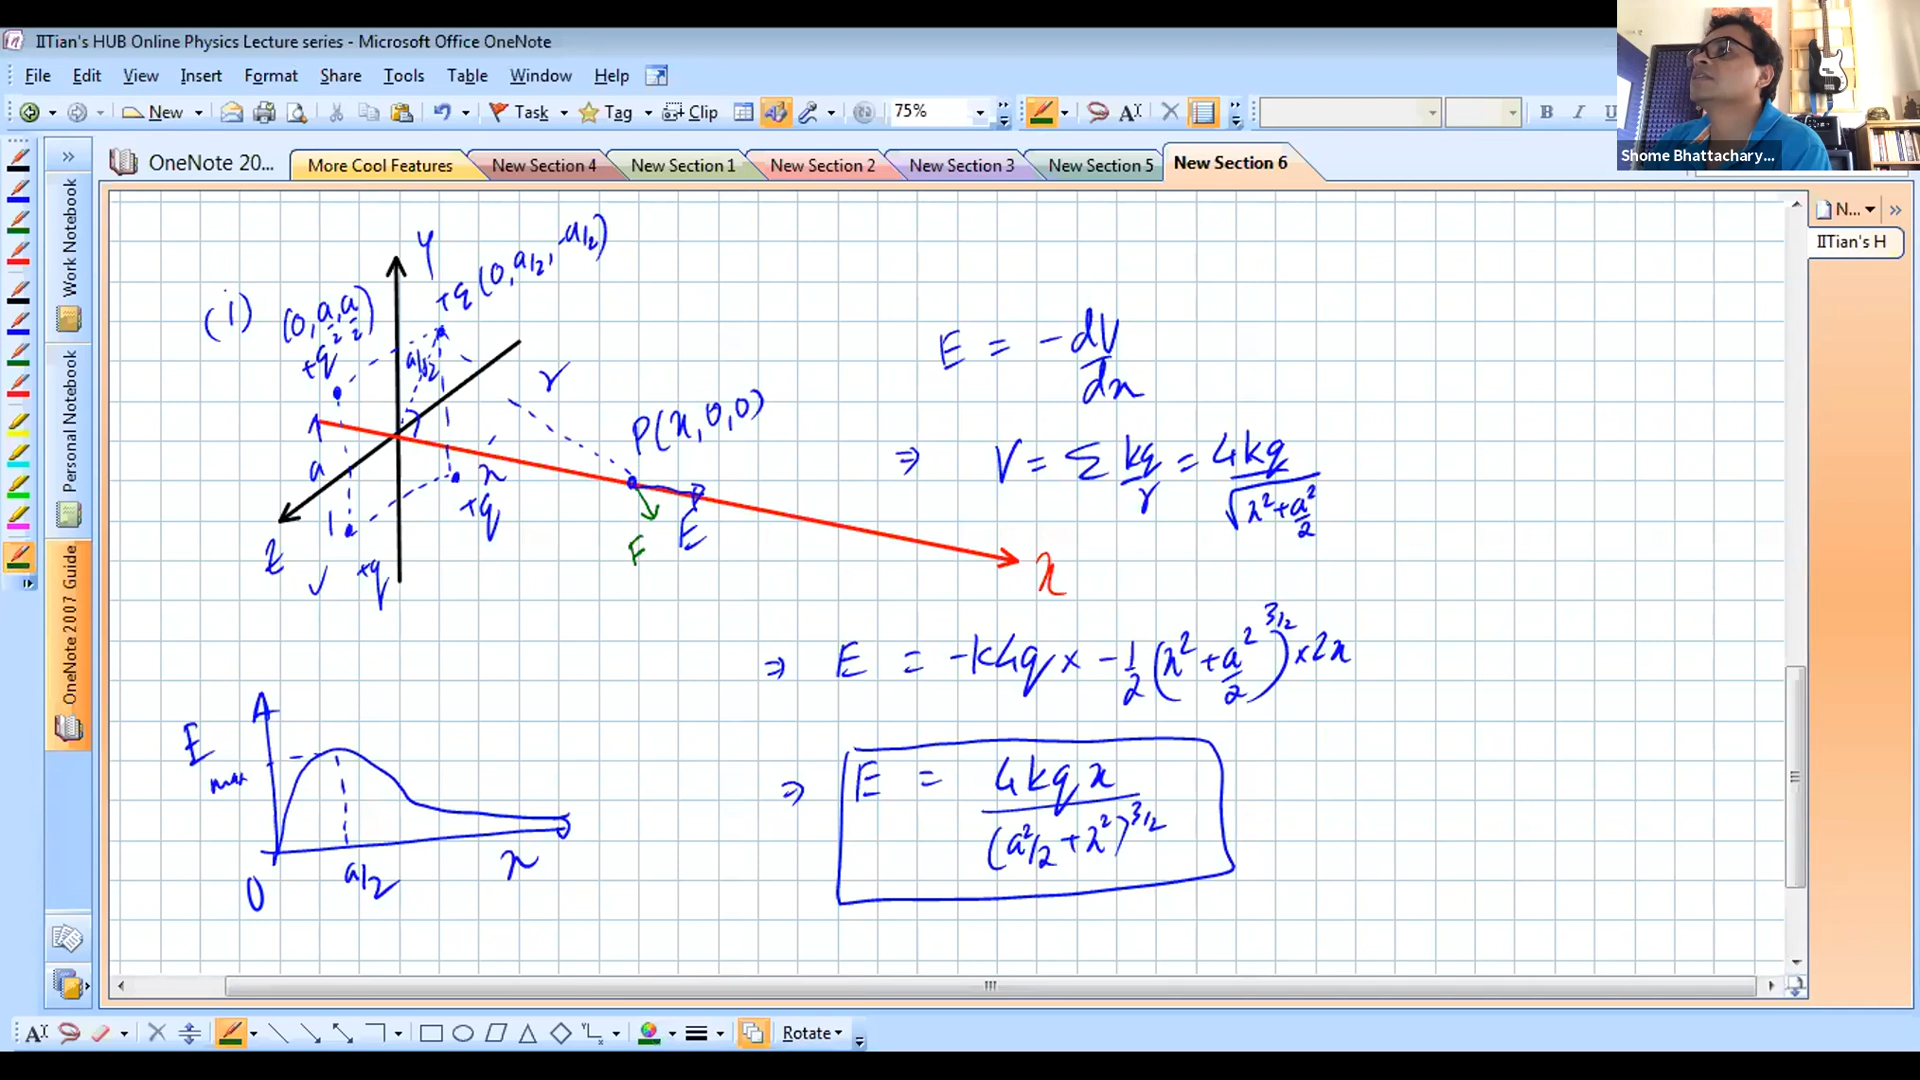 IITian's HUB Online Physics Lecture series - Microsoft Office OneNote
File Edit View Insert Format Share Tools Table Window Help
New Task Tag Clip 75% B I U
Shome Bhattachary...
OneNote 20... More Cool Features New Section 4 New Section 1 New Section 2 New Section 3 New Section 5 New Section 6
N...
IITian's H
Work Notebook
Personal Notebook
OneNote 2007 Guide
(i)
Y
+q (0, a/2, -a/2)
(0, a/2, a/2)
+q
a/√2
r
P(x, 0, 0)
a
x
+q
E
F
z
+q
x
E = -dV/dx
⇒ V = Σ kq/r = 4kq/√(x²+a²/2)
⇒ E = -k4q × -1/2 (x²+a²/2)^3/2 × 2x
⇒ E = 4kqx/(a²/2 + x²)^3/2
E max
O
a/2
x
Rotate